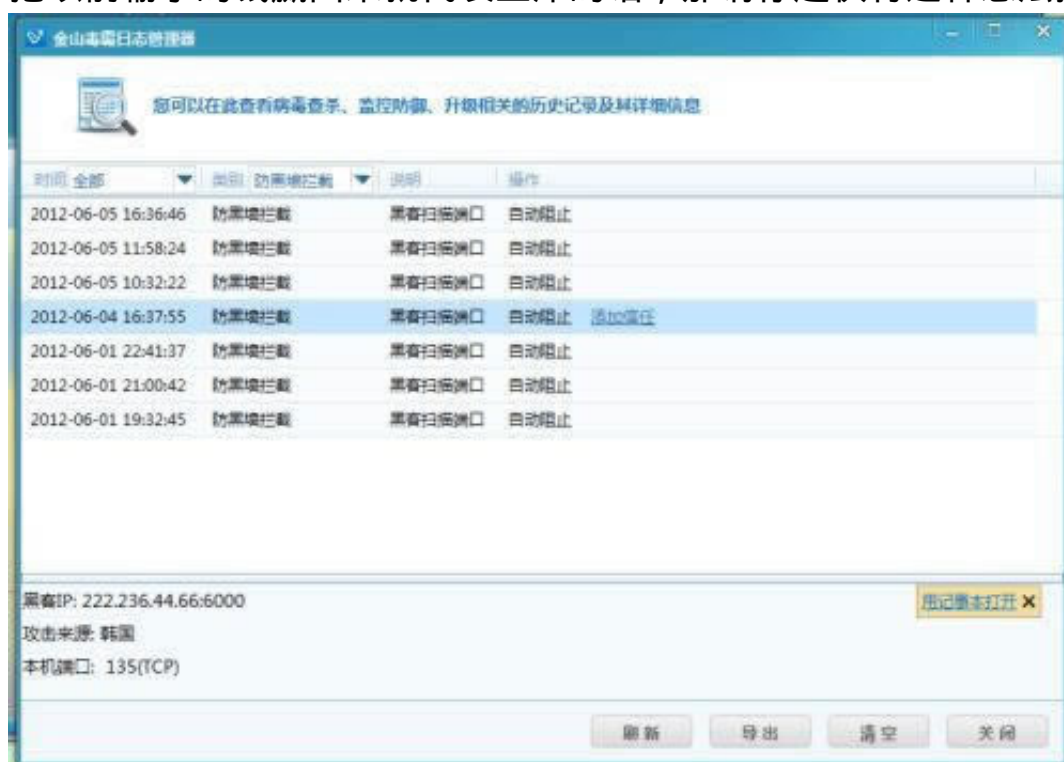 金山毒霸日志管理器
您可以在此查看病毒查杀、监控防御、升级相关的历史记录及其详细信息
时间 全部 类别 防黑墙拦截 说明 操作
2012-06-05 16:36:46 防黑墙拦截 黑客扫描端口 自动阻止
2012-06-05 11:58:24 防黑墙拦截 黑客扫描端口 自动阻止
2012-06-05 10:32:22 防黑墙拦截 黑客扫描端口 自动阻止
2012-06-04 16:37:55 防黑墙拦截 黑客扫描端口 自动阻止 添加信任
2012-06-01 22:41:37 防黑墙拦截 黑客扫描端口 自动阻止
2012-06-01 21:00:42 防黑墙拦截 黑客扫描端口 自动阻止
2012-06-01 19:32:45 防黑墙拦截 黑客扫描端口 自动阻止
黑客IP: 222.236.44.66:6000 用记事本打开
攻击来源: 韩国
本机端口: 135(TCP)
刷新 导出 清空 关闭